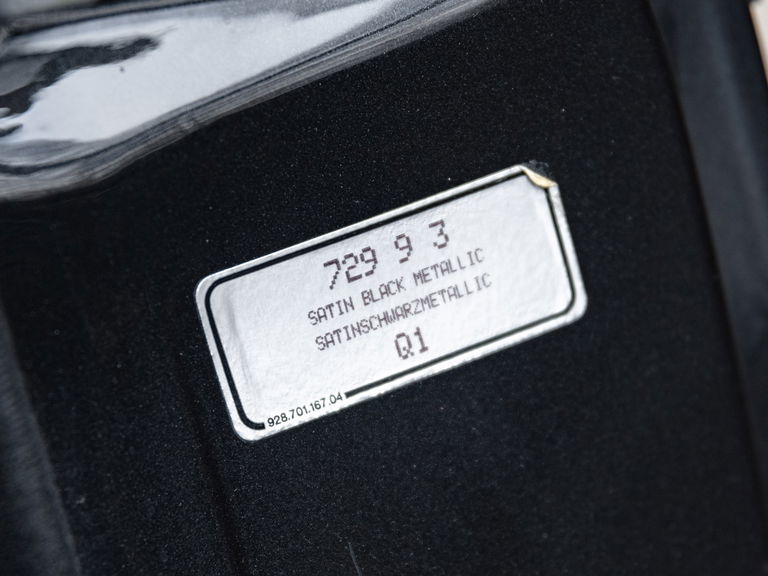 729 9 3
SATIN BLACK METALLIC
SATINSCHWARZMETALLIC
Q1
928.701.167.04